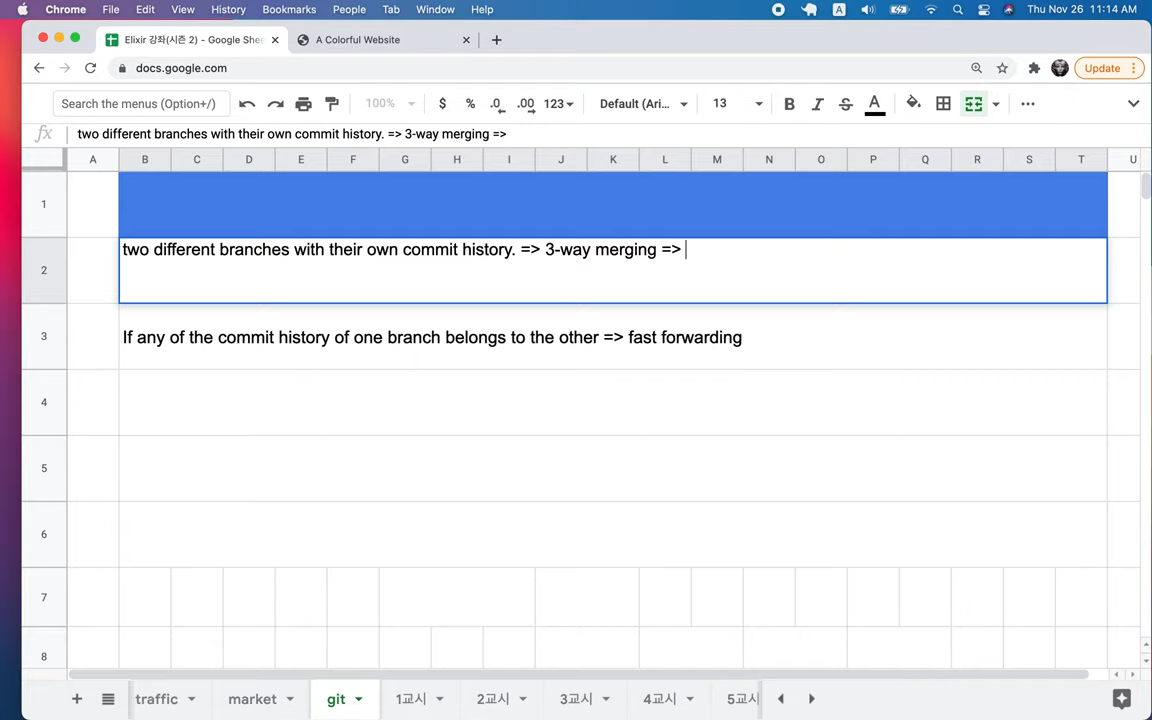 Chrome File Edit View History Bookmarks People Tab Window Help A Thu Nov 26 11:14 AM
Elixir 강좌(시즌 2) - Google Shee × A Colorful Website × +
docs.google.com Update
Search the menus (Option+/) 100% $ % .0 .00 123 Default (Ari... 13 B I S A
fx two different branches with their own commit history. => 3-way merging =>
A B C D E F G H I J K L M N O P Q R S T U
1
2 two different branches with their own commit history. => 3-way merging =>
3 If any of the commit history of one branch belongs to the other => fast forwarding
4
5
6
7
8
+ traffic market git 1교시 2교시 3교시 4교시 5교시